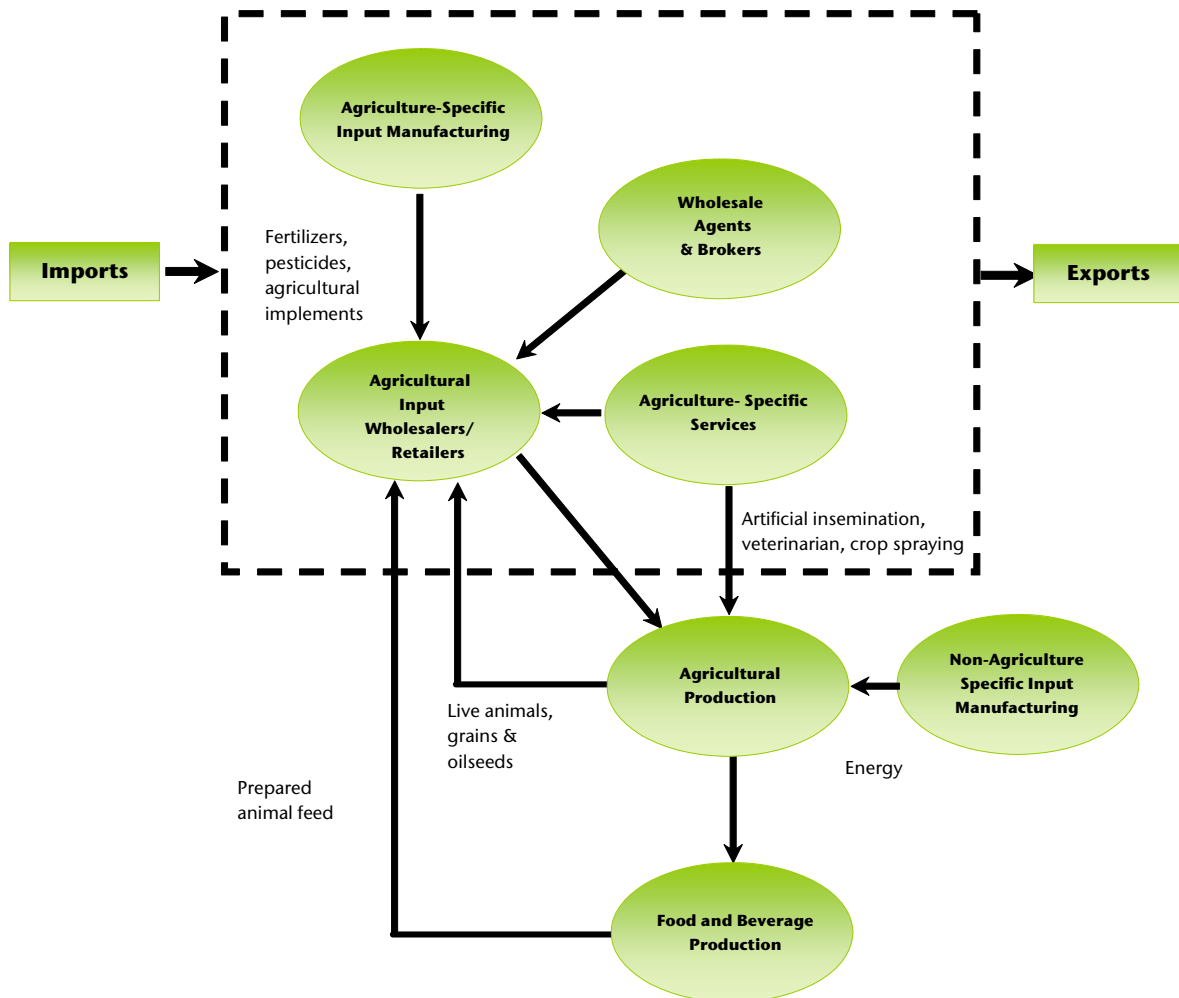 Agriculture-Specific
Input Manufacturing
Wholesale
Agents
& Brokers
Fertilizers,
pesticides,
agricultural
implements
Imports
Exports
Agricultural
Input
Wholesalers/
Retailers
Agriculture- Specific
Services
Artificial insemination,
veterinarian, crop spraying
Agricultural
Production
Non-Agriculture
Specific Input
Manufacturing
Live animals,
grains &
oilseeds
Energy
Prepared
animal feed
Food and Beverage
Production